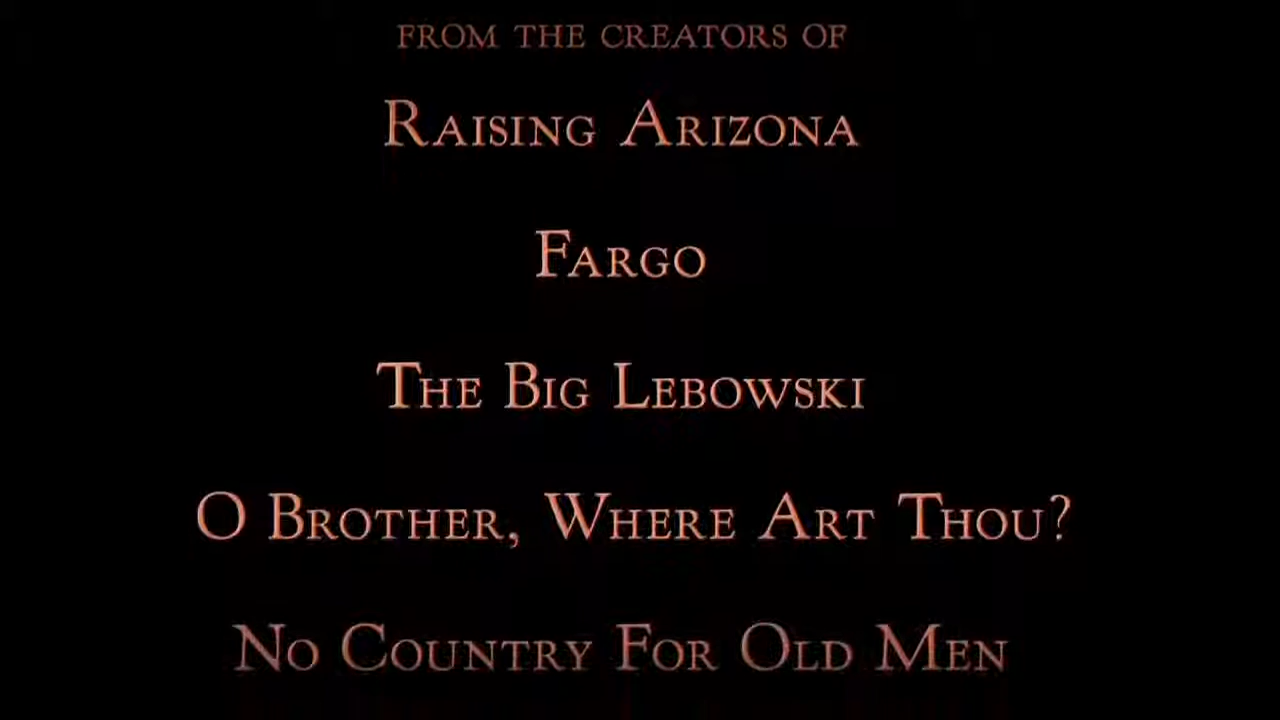 FROM THE CREATORS OF
RAISING ARIZONA
FARGO
THE BIG LEBOWSKI
O BROTHER, WHERE ART THOU?
NO COUNTRY FOR OLD MEN